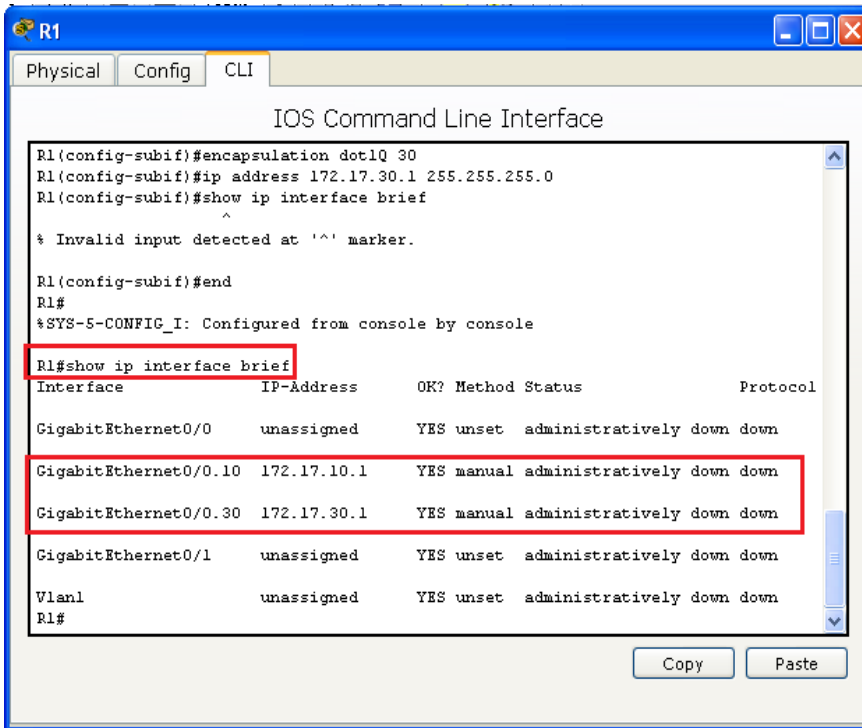 R1
Physical Config CLI
IOS Command Line Interface
R1(config-subif)#encapsulation dot1Q 30
R1(config-subif)#ip address 172.17.30.1 255.255.255.0
R1(config-subif)#show ip interface brief
^
% Invalid input detected at '^' marker.
R1(config-subif)#end
R1#
%SYS-5-CONFIG_I: Configured from console by console
R1#show ip interface brief
Interface IP-Address OK? Method Status Protocol
GigabitEthernet0/0 unassigned YES unset administratively down down
GigabitEthernet0/0.10 172.17.10.1 YES manual administratively down down
GigabitEthernet0/0.30 172.17.30.1 YES manual administratively down down
GigabitEthernet0/1 unassigned YES unset administratively down down
Vlan1 unassigned YES unset administratively down down
R1#
Copy Paste